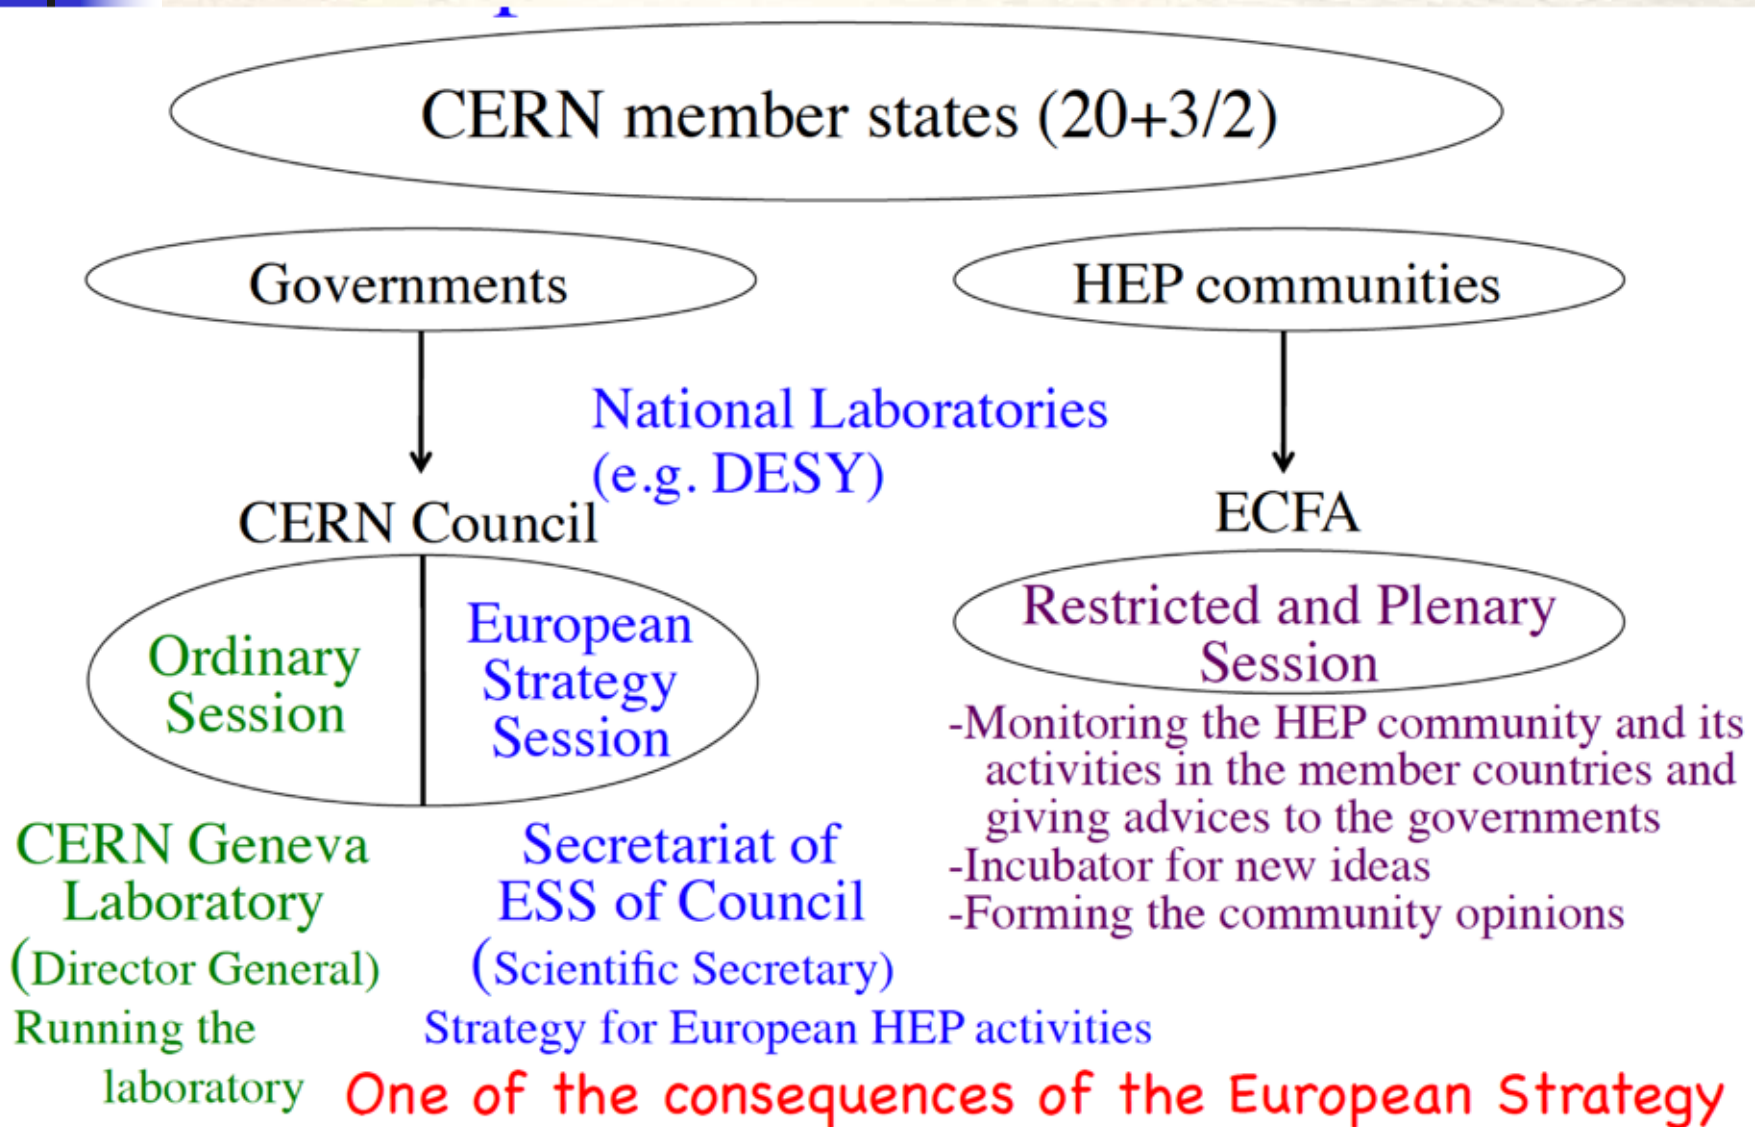 CERN member states (20+3/2)
Governments
HEP communities
National Laboratories
(e.g. DESY)
CERN Council
ECFA
Ordinary
Session
European
Strategy
Session
Restricted and Plenary
Session
-Monitoring the HEP community and its
activities in the member countries and
giving advices to the governments
-Incubator for new ideas
-Forming the community opinions
CERN Geneva
Laboratory
(Director General)
Running the
laboratory
Secretariat of
ESS of Council
(Scientific Secretary)
Strategy for European HEP activities
One of the consequences of the European Strategy